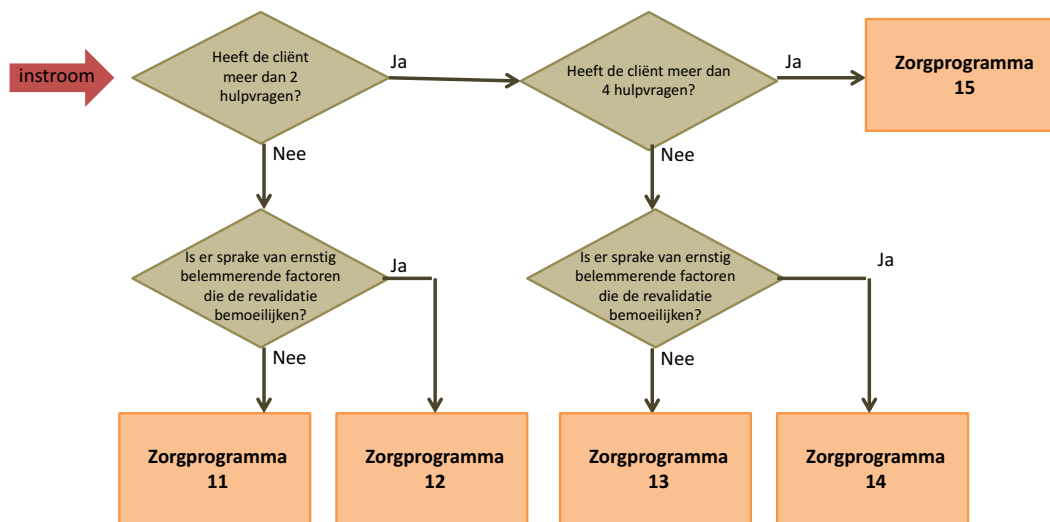 instroom
Heeft de cliënt
meer dan 2
hulpvragen?
Ja
Heeft de cliënt meer dan
4 hulpvragen?
Ja
Zorgprogramma
15
Nee
Nee
Is er sprake van ernstig
belemmerende factoren
die de revalidatie
bemoeilijken?
Ja
Is er sprake van ernstig
belemmerende factoren
die de revalidatie
bemoeilijken?
Ja
Nee
Nee
Zorgprogramma
11
Zorgprogramma
12
Zorgprogramma
13
Zorgprogramma
14